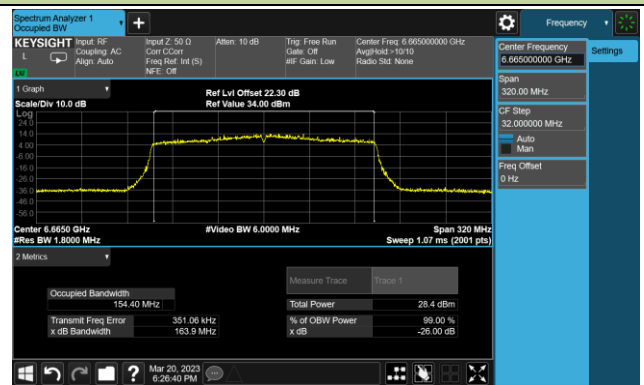 Spectrum Analyzer 1
Occupied BW
Frequency
KEYSIGHT
L
Input: RF
Coupling: AC
Align: Auto
Input Z: 50 Ω
Corr CCorr
Freq Ref: Int (S)
NFE: Off
Atten: 10 dB
Trig: Free Run
Gate: Off
#IF Gain: Low
Center Freq: 6.665000000 GHz
Avg|Hold:>10/10
Radio Std: None
Center Frequency
6.665000000 GHz
Settings
Span
320.00 MHz
CF Step
32.000000 MHz
Auto
Man
Freq Offset
0 Hz
1 Graph
Scale/Div 10.0 dB
Ref Lvl Offset 22.30 dB
Ref Value 34.00 dBm
Log
24.0
14.0
4.00
-6.00
-16.0
-26.0
-36.0
-46.0
-56.0
Center 6.6650 GHz
#Video BW 6.0000 MHz
Span 320 MHz
#Res BW 1.8000 MHz
Sweep 1.07 ms (2001 pts)
2 Metrics
Measure Trace
Trace 1
Occupied Bandwidth
154.40 MHz
Total Power
28.4 dBm
Transmit Freq Error
351.06 kHz
% of OBW Power
99.00 %
x dB Bandwidth
163.9 MHz
x dB
-26.00 dB
Mar 20, 2023
6:26:40 PM